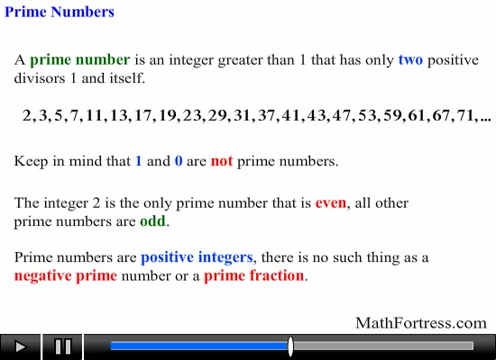 Prime Numbers
A prime number is an integer greater than 1 that has only two positive
divisors 1 and itself.
2,3,5,7,11,13,17,19,23,29,31,37,41,43,47,53,59,61,67,71,...
Keep in mind that 1 and 0 are not prime numbers.
The integer 2 is the only prime number that is even, all other
prime numbers are odd.
Prime numbers are positive integers, there is no such thing as a
negative prime number or a prime fraction.
MathFortress.com